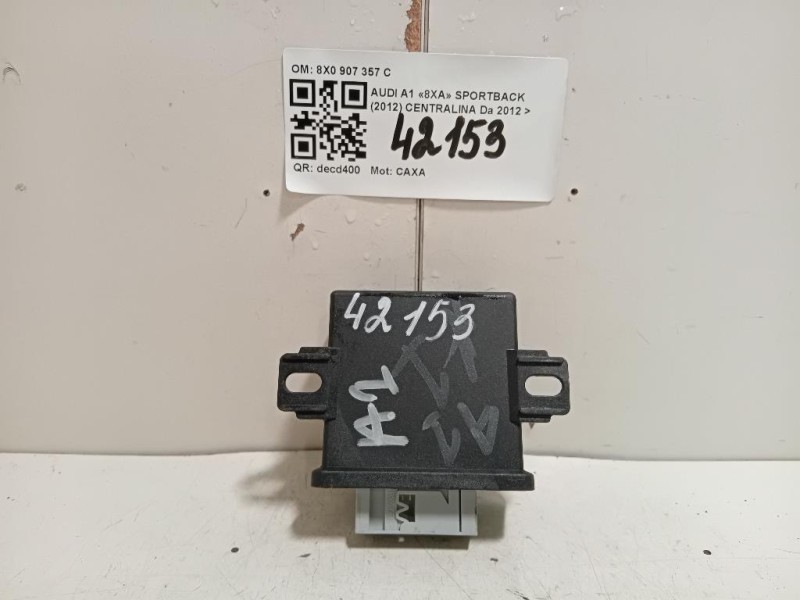 OM: 8X0 907 357 C
AUDI A1 «8XA» SPORTBACK
(2012) CENTRALINA Da 2012 >
42153
QR: decd400 Mot: CAXA
42153
A1